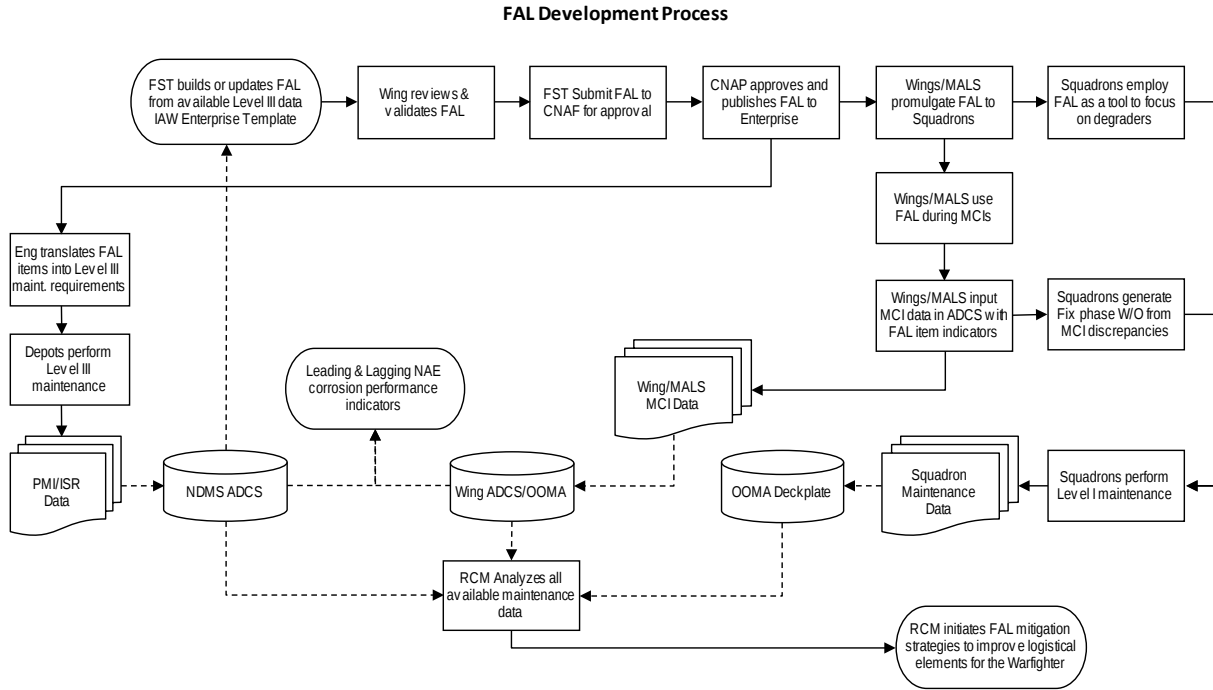 FAL Development Process
FST builds or updates FAL
from available Level III data
IAW Enterprise Template
Wing reviews &
validates FAL
FST Submit FAL to
CNAF for approval
CNAP approves and
publishes FAL to
Enterprise
Wings/MALS
promulgate FAL to
Squadrons
Squadrons employ
FAL as a tool to focus
on degraders
Wings/MALS use
FAL during MCIs
Eng translates FAL
items into Level III
maint. requirements
Wings/MALS input
MCI data in ADCS with
FAL item indicators
Squadrons generate
Fix phase W/O from
MCI discrepancies
Depots perform
Level III
maintenance
Leading & Lagging NAE
corrosion performance
indicators
Wing/MALS
MCI Data
PMI/ISR
Data
NDMS ADCS
Wing ADCS/OOMA
OOMA Deckplate
Squadron
Maintenance
Data
Squadrons perform
Level I maintenance
RCM Analyzes all
available maintenance
data
RCM initiates FAL mitigation
strategies to improve logistical
elements for the Warfighter